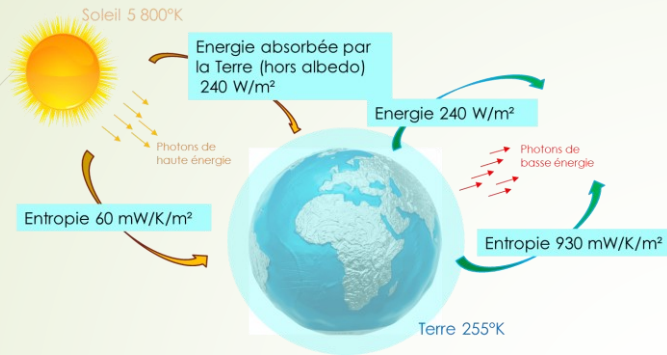 Soleil 5 800°K
Energie absorbée par
la Terre (hors albedo)
240 W/m²
Energie 240 W/m²
Photons de
haute énergie
Photons de
basse énergie
Entropie 60 mW/K/m²
Entropie 930 mW/K/m²
Terre 255°K